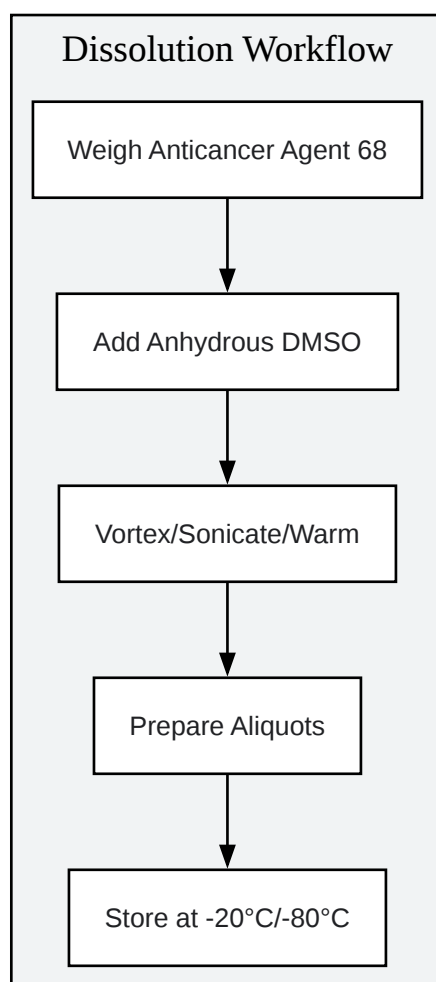 Dissolution Workflow
Weigh Anticancer Agent 68
Add Anhydrous DMSO
Vortex/Sonicate/Warm
Prepare Aliquots
Store at -20°C/-80°C